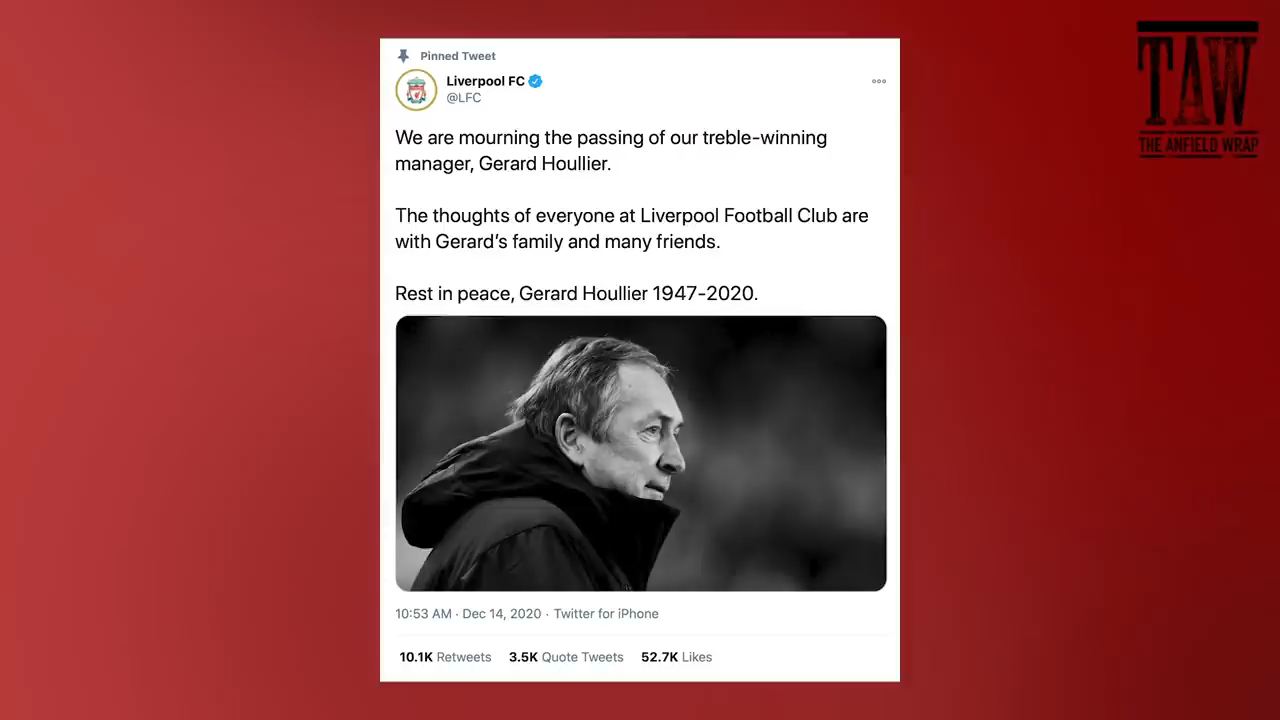 Pinned Tweet
Liverpool FC
@LFC
We are mourning the passing of our treble-winning
manager, Gerard Houllier.
The thoughts of everyone at Liverpool Football Club are
with Gerard’s family and many friends.
Rest in peace, Gerard Houllier 1947-2020.
10:53 AM · Dec 14, 2020 · Twitter for iPhone
10.1K Retweets 3.5K Quote Tweets 52.7K Likes
TAW
THE ANFIELD WRAP